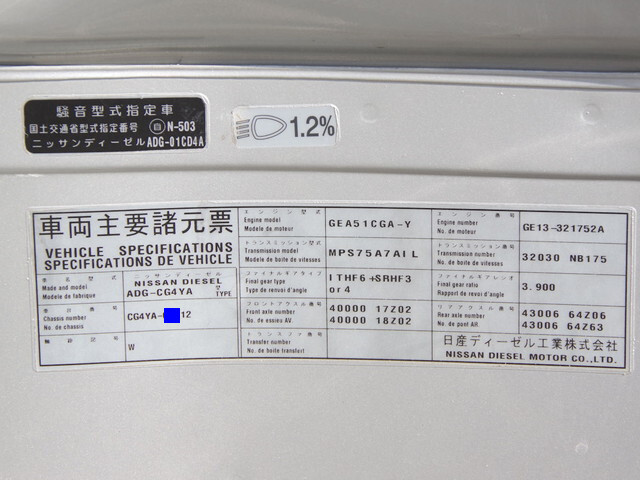 騒音型式指定車
国土交通省型式指定番号 自 N-503
ニッサンディーゼル ADG-01CD4A
1.2%
車両主要諸元票
VEHICLE SPECIFICATIONS
SPECIFICATIONS DE VEHICLE
車名型式
Make and model
Modele de fabrique
ニッサンディーゼル
NISSAN DIESEL
ADG-CG4YA 型 TYPE
車台番号
Chassis number
No. de chassis
CG4YA- 12
W
エンジン型式
Engine model
Modele de moteur
GEA51CGA-Y
トランスミッション型式
Transmission model
Modele de boite de vitesses
MPS75A7AIL
ファイナルギアタイプ
Final gear type
Type de renvoi d'angle
ITHF6+SRHF3
or4
フロントアクスル番号
Front axle number
No. de essieu AV.
40000 17Z02
40000 18Z02
トランスファ番号
Transfer number
No. de boite transfert
エンジン番号
Engine number
No. de moteur
GE13-321752A
トランスミッション番号
Transmission number
No. de boite de vitesses
32030 NB175
ファイナルギアレシオ
Final gear ratio
Rapport de renvoi d'angle
3.900
リアアクスル番号
Rear axle number
No. de pont AR.
43006 64Z06
43006 64Z63
日産ディーゼル工業株式会社
NISSAN DIESEL MOTOR CO.,LTD.